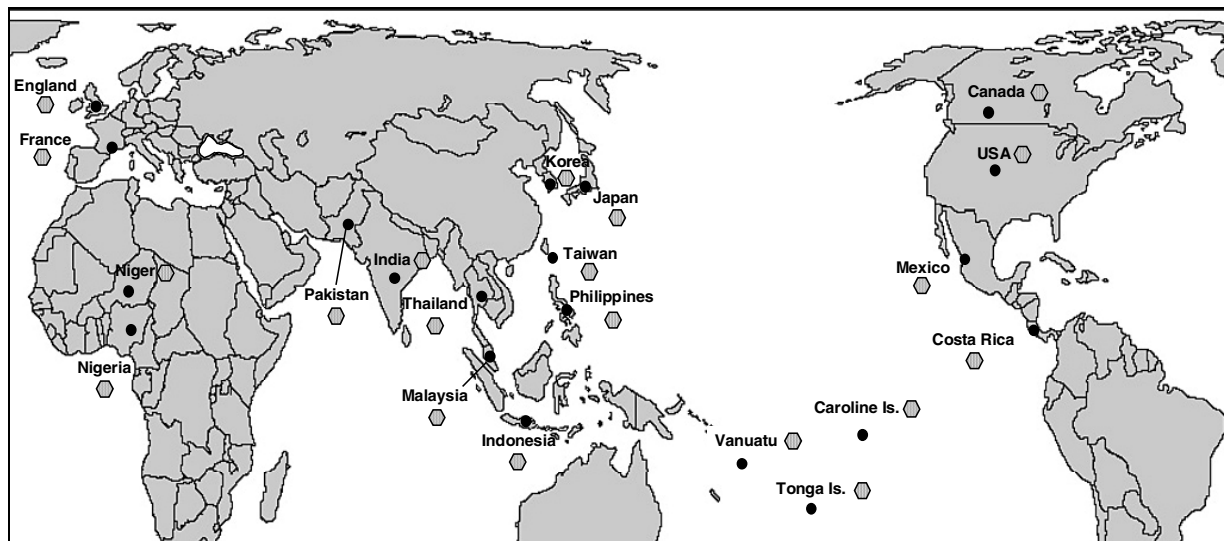 England
Canada
France
USA
Korea
Japan
Taiwan
India
Niger
Mexico
Pakistan
Thailand
Philippines
Costa Rica
Nigeria
Malaysia
Caroline Is.
Indonesia
Vanuatu
Tonga Is.